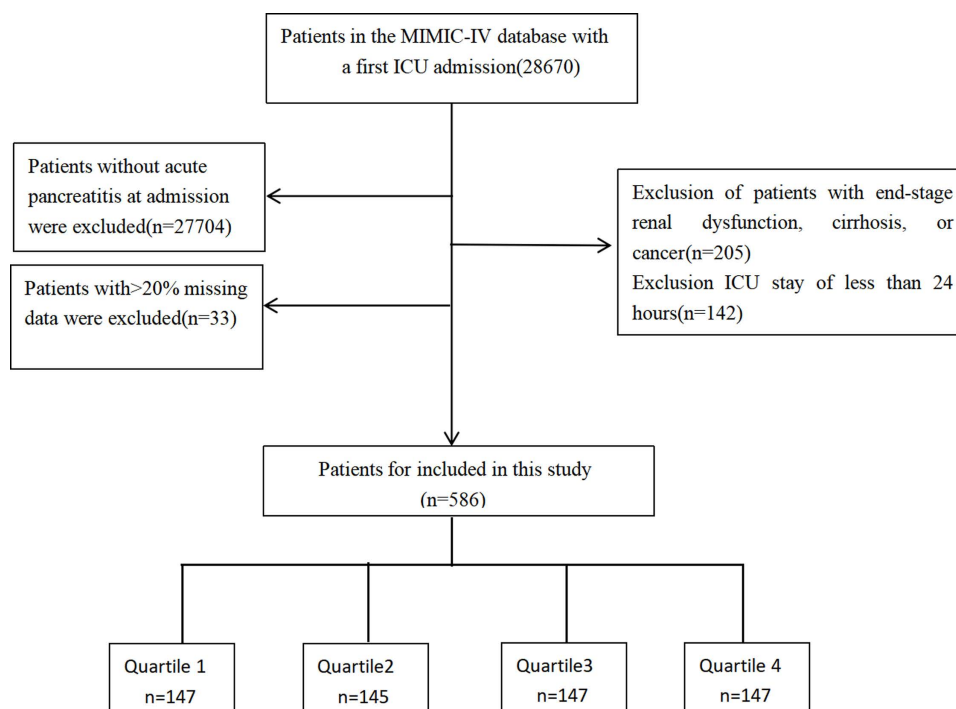 Patients in the MIMIC-IV database with
a first ICU admission(28670)
Patients without acute
pancreatitis at admission
were excluded(n=27704)
Exclusion of patients with end-stage
renal dysfunction, cirrhosis, or
cancer(n=205)
Exclusion ICU stay of less than 24
hours(n=142)
Patients with>20% missing
data were excluded(n=33)
Patients for included in this study
(n=586)
Quartile 1
n=147
Quartile2
n=145
Quartile3
n=147
Quartile 4
n=147